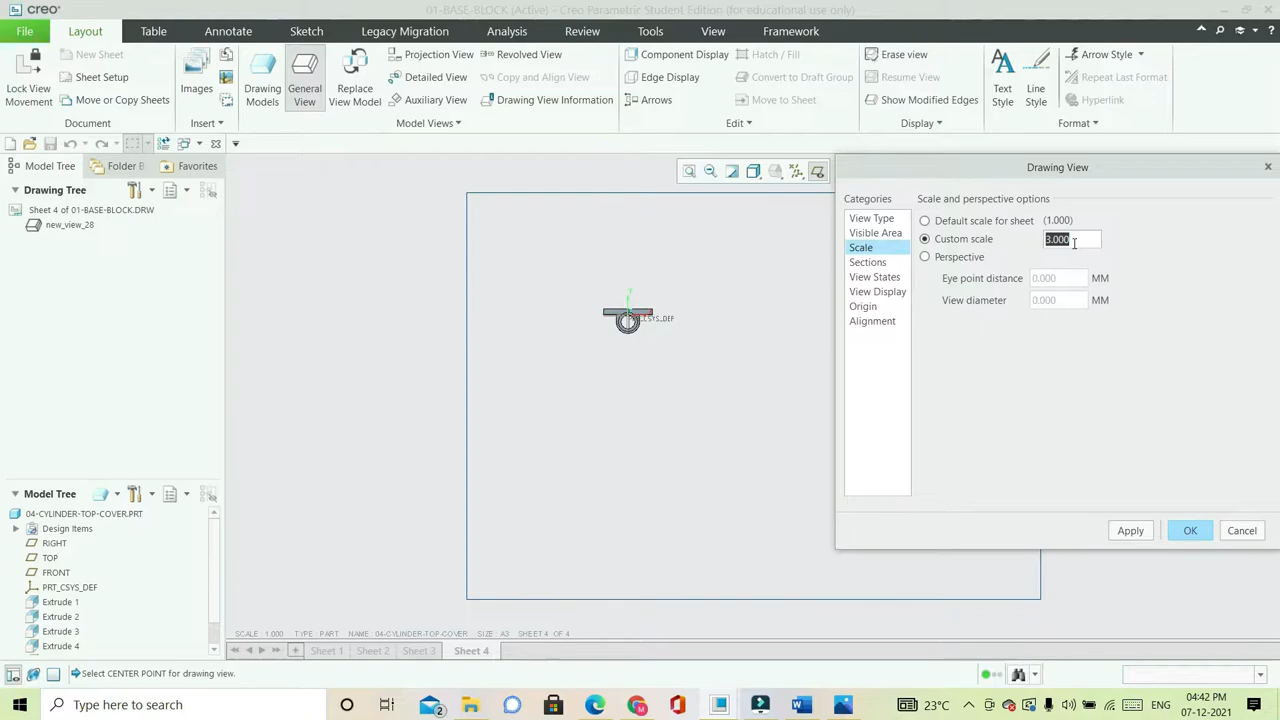 creo®
01-BASE-BLOCK (Active) - Creo Parametric Student Edition (for educational use only)
File Layout Table Annotate Sketch Legacy Migration Analysis Review Tools View Framework
Lock View Movement
New Sheet
Sheet Setup
Move or Copy Sheets
Document
Images
Insert
Drawing Models
General View
Replace View Model
Projection View
Detailed View
Auxiliary View
Revolved View
Copy and Align View
Drawing View Information
Model Views
Component Display
Edge Display
Arrows
Hatch / Fill
Convert to Draft Group
Move to Sheet
Edit
Erase view
Resume View
Show Modified Edges
Display
Text Style
Line Style
Arrow Style
Repeat Last Format
Hyperlink
Format
Model Tree Folder B Favorites
Drawing Tree
Sheet 4 of 01-BASE-BLOCK.DRW
new_view_28
Drawing View
Categories
View Type
Visible Area
Scale
Sections
View States
View Display
Origin
Alignment
Scale and perspective options
Default scale for sheet (1.000)
Custom scale 3.000
Perspective
Eye point distance 0.000 MM
View diameter 0.000 MM
Apply OK Cancel
Model Tree
04-CYLINDER-TOP-COVER.PRT
Design Items
RIGHT
TOP
FRONT
PRT_CSYS_DEF
Extrude 1
Extrude 2
Extrude 3
Extrude 4
SCALE : 1.000 TYPE : PART NAME : 04-CYLINDER-TOP-COVER SIZE : A3 SHEET 4 OF 4
Sheet 1 Sheet 2 Sheet 3 Sheet 4
Select CENTER POINT for drawing view.
Type here to search
2
23°C
ENG
04:42 PM
07-12-2021